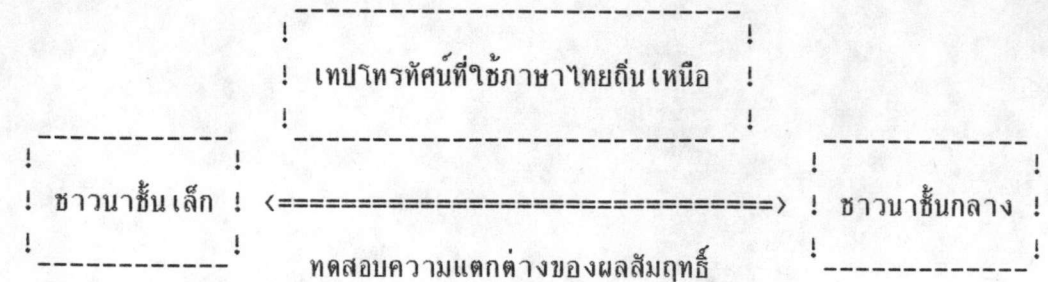 เทปโทรทัศน์ที่ใช้ภาษาไทยถิ่นเหนือ
ชาวนาชั้นเล็ก <==============================> ชาวนาชั้นกลาง
ทดสอบความแตกต่างของผลสัมฤทธิ์